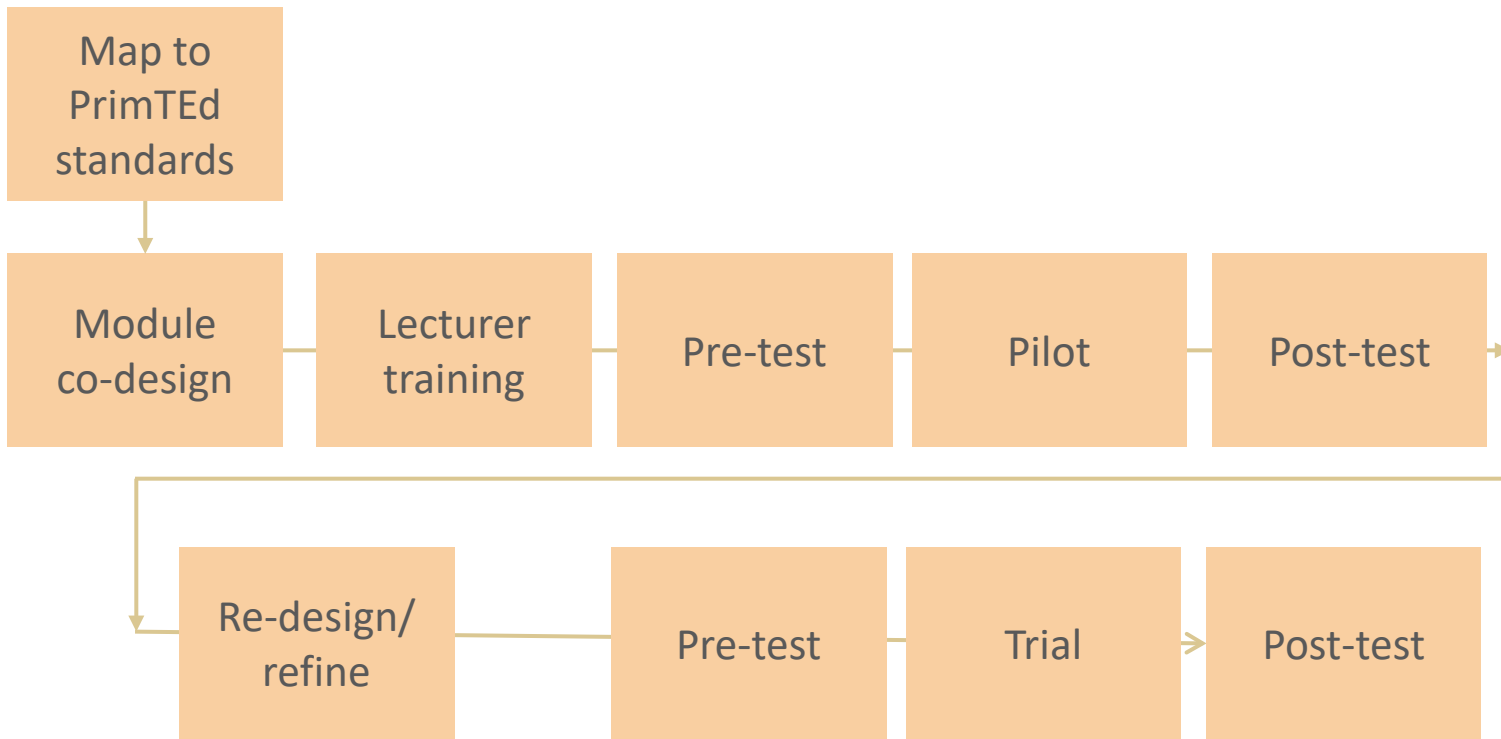 Map to
PrimTEd
standards
Module
co-design
Lecturer
training
Pre-test
Pilot
Post-test
Re-design/
refine
Pre-test
Trial
Post-test